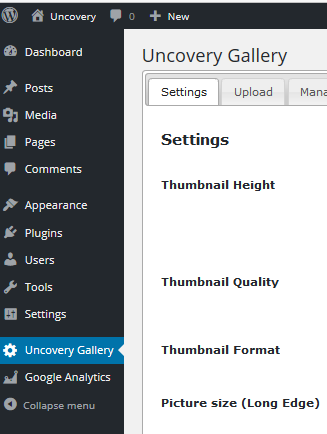 Uncovery 0 New
Dashboard
Posts
Media
Pages
Comments
Appearance
Plugins
Users
Tools
Settings
Uncovery Gallery
Google Analytics
Collapse menu
Uncovery Gallery
Settings Upload Mana
Settings
Thumbnail Height
Thumbnail Quality
Thumbnail Format
Picture size (Long Edge)